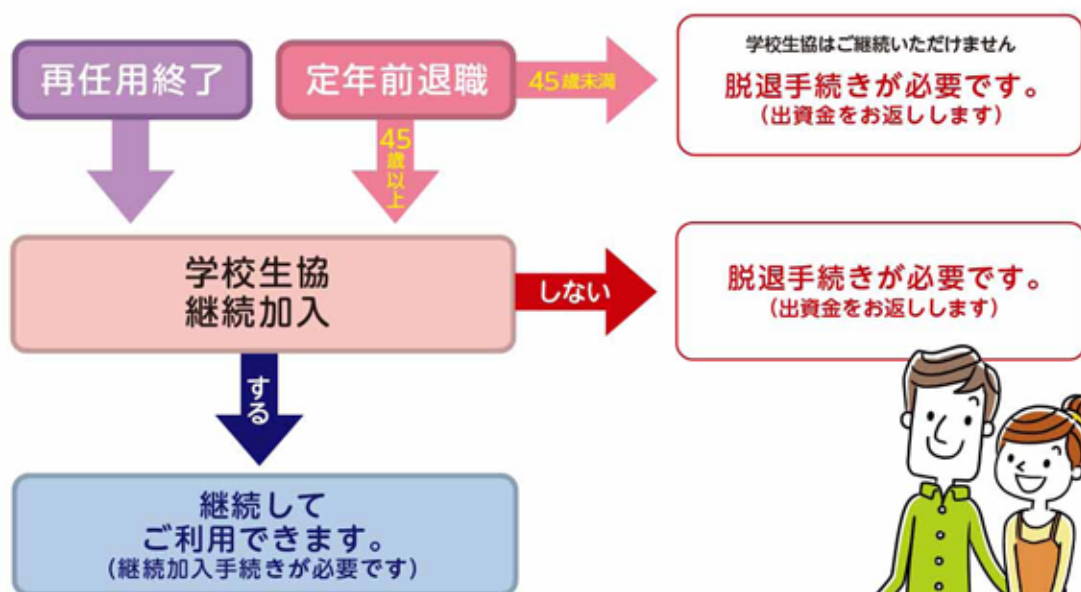 再任用終了
定年前退職
45歳未満
学校生協はご継続いただけません
脱退手続きが必要です。
（出資金をお返しします）
45歳以上
学校生協
継続加入
しない
脱退手続きが必要です。
（出資金をお返しします）
する
継続して
ご利用できます。
（継続加入手続きが必要です）